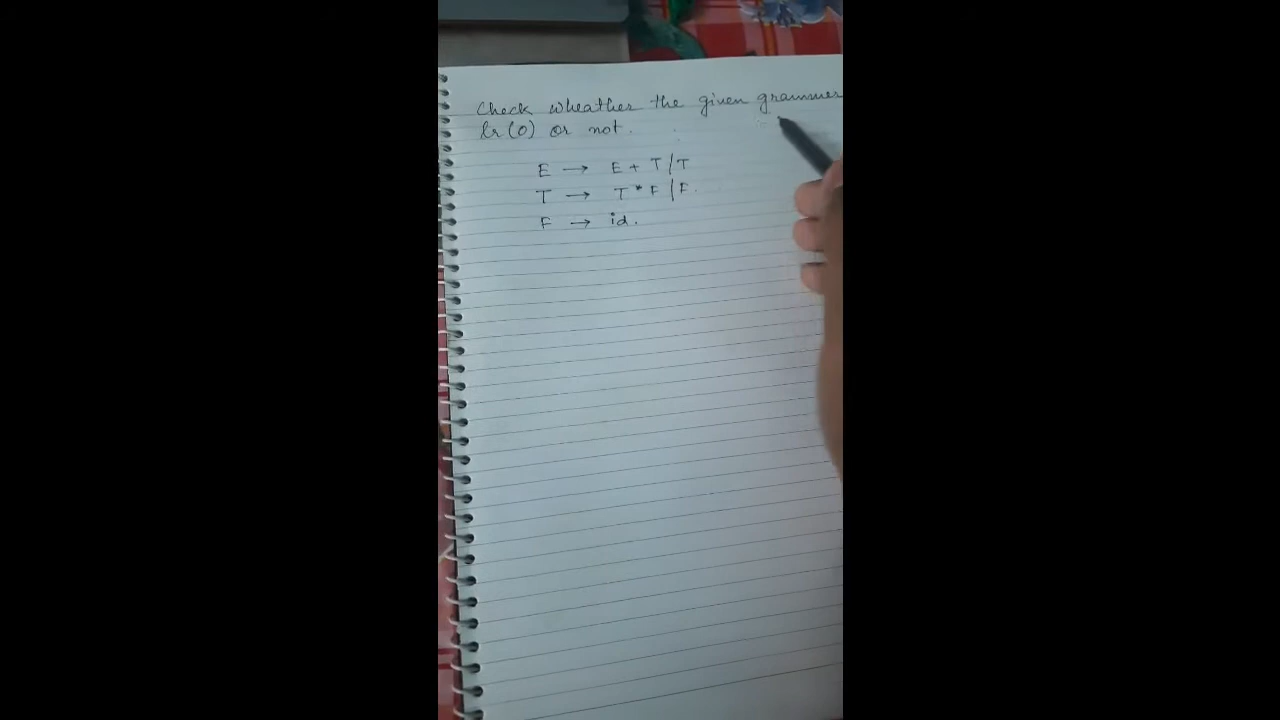 Check wheather the given grammer
lr(0) or not.
E → E + T/T
T → T * F/F.
F → id.